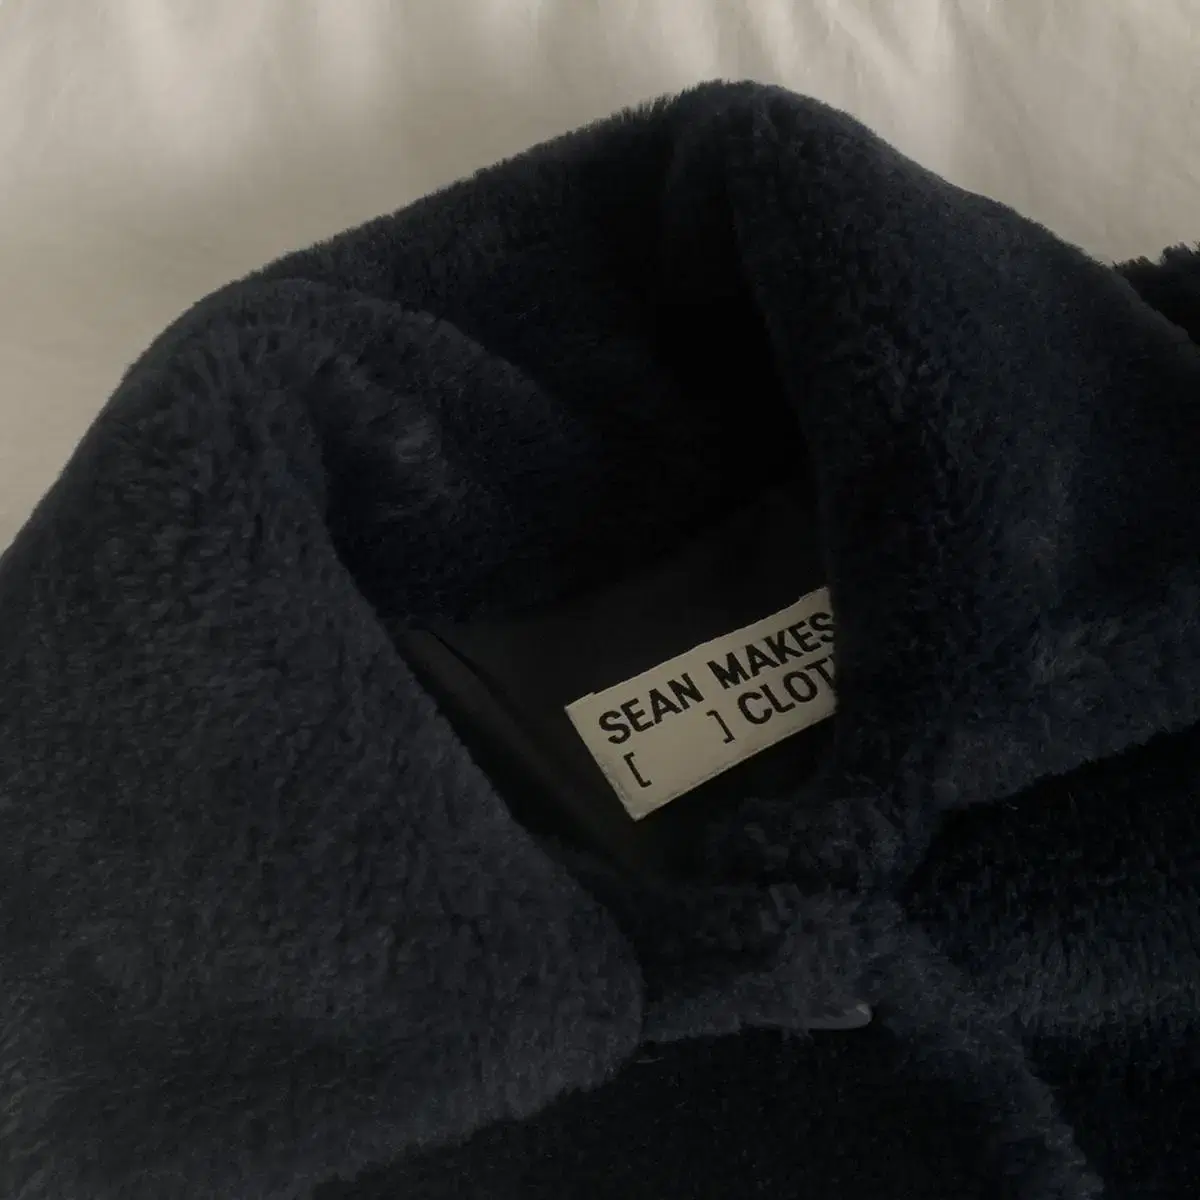 SEAN MAKES
[ ] CLOT